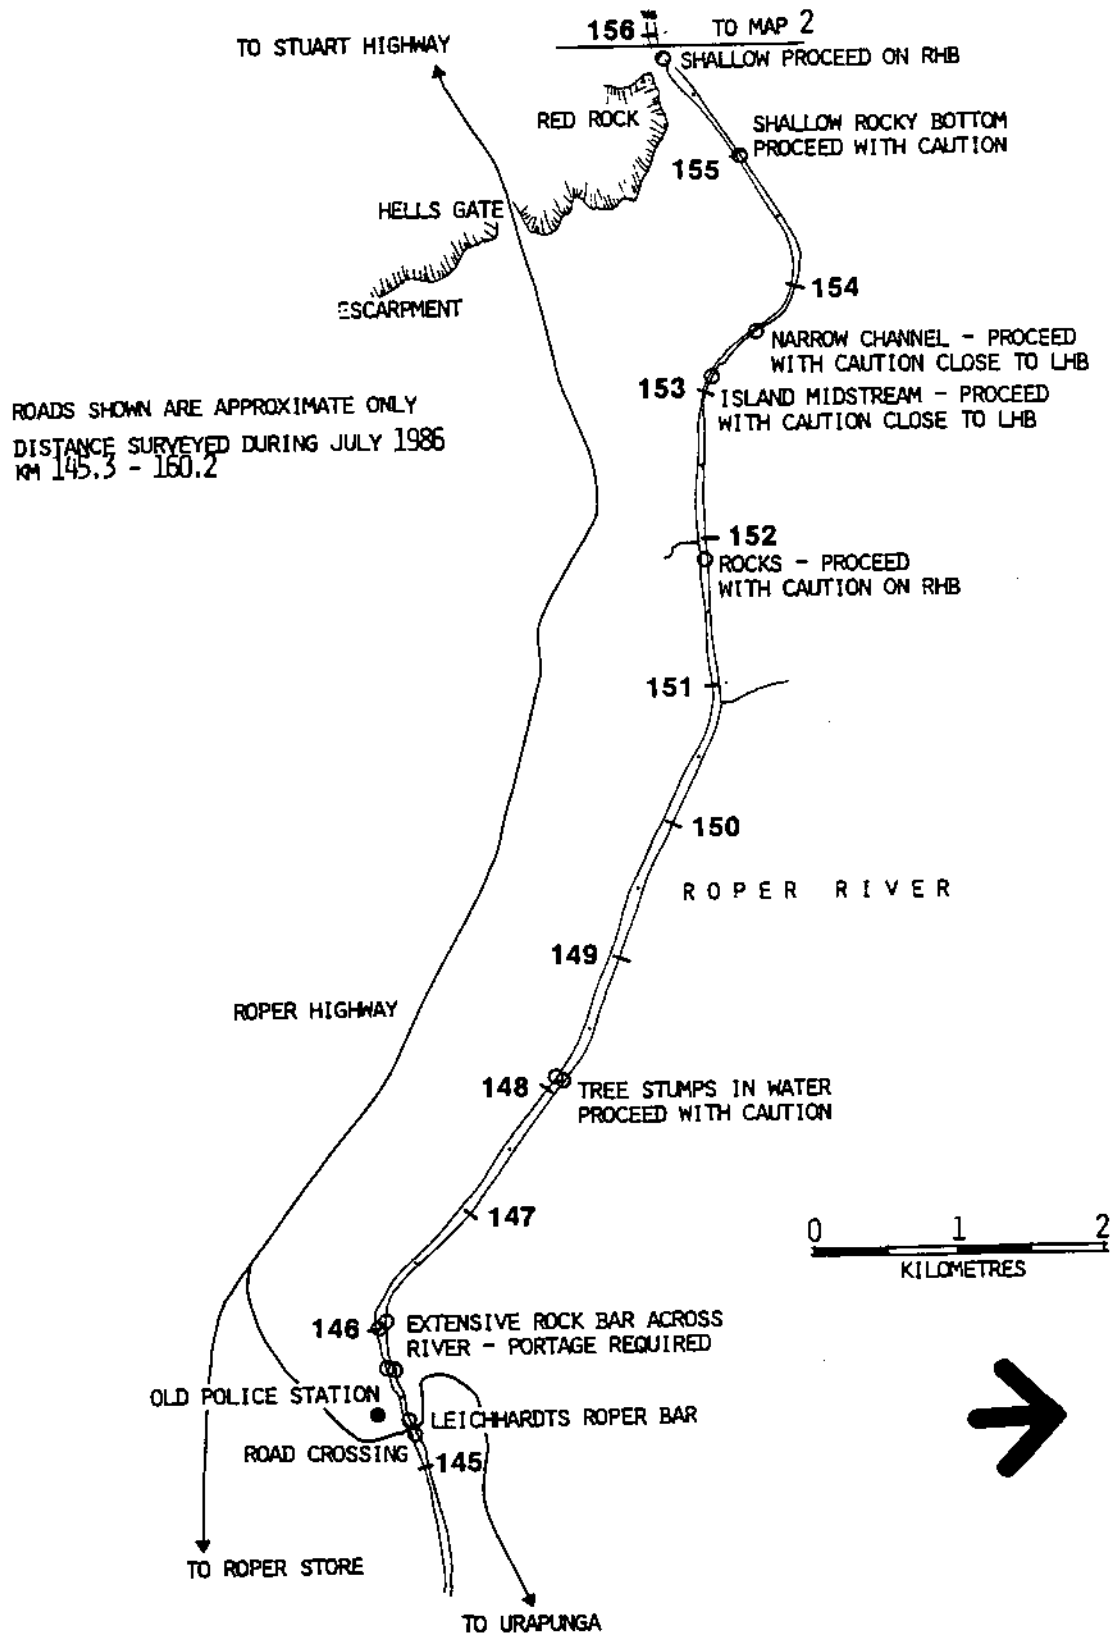 156
TO MAP 2
TO STUART HIGHWAY
SHALLOW PROCEED ON RHB
RED ROCK
SHALLOW ROCKY BOTTOM
PROCEED WITH CAUTION
155
HELLS GATE
154
ESCARPMENT
NARROW CHANNEL - PROCEED
WITH CAUTION CLOSE TO LHB
153
ISLAND MIDSTREAM - PROCEED
WITH CAUTION CLOSE TO LHB
ROADS SHOWN ARE APPROXIMATE ONLY
DISTANCE SURVEYED DURING JULY 1986
KM 145.3 - 160.2
152
ROCKS - PROCEED
WITH CAUTION ON RHB
151
150
ROPER RIVER
149
ROPER HIGHWAY
148
TREE STUMPS IN WATER
PROCEED WITH CAUTION
147
0 1 2
KILOMETRES
146
EXTENSIVE ROCK BAR ACROSS
RIVER - PORTAGE REQUIRED
OLD POLICE STATION
LEICHHARDTS ROPER BAR
ROAD CROSSING
145
TO ROPER STORE
TO URAPUNGA